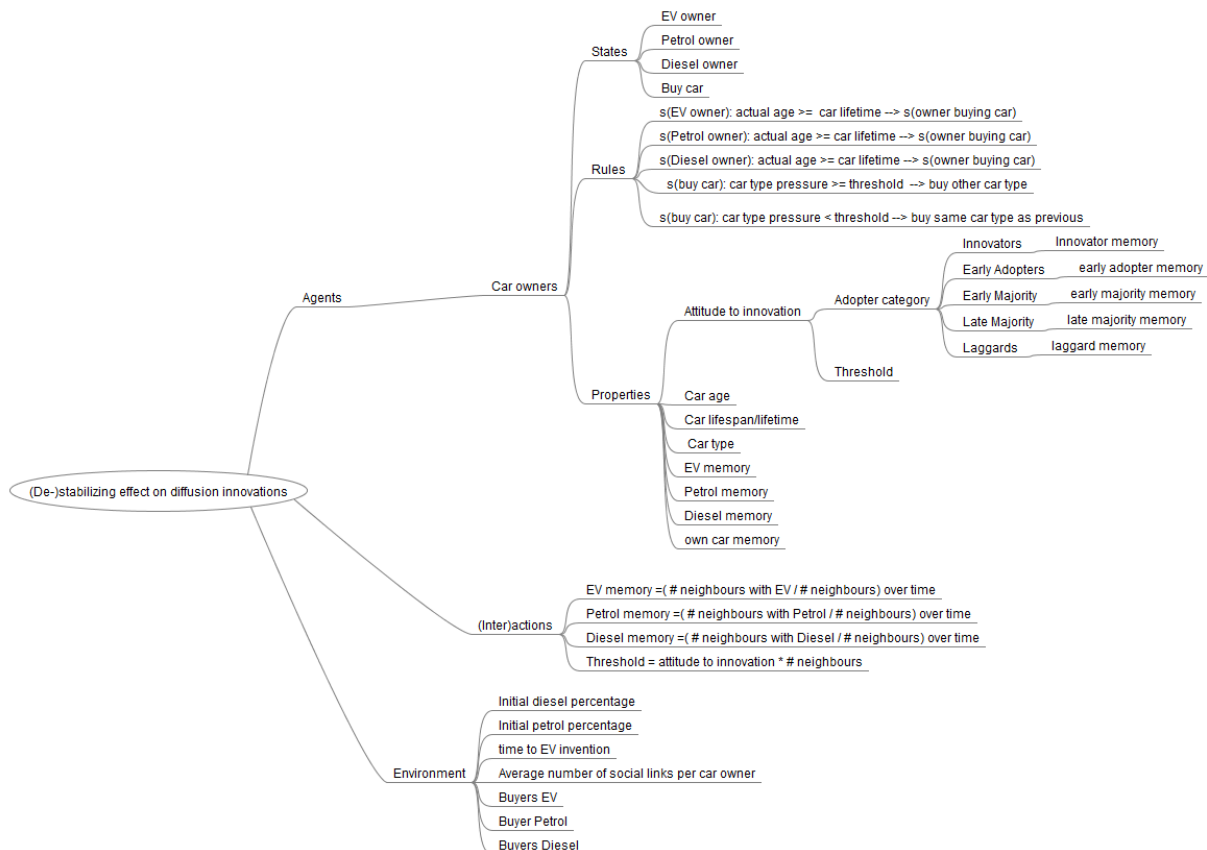 EV owner
Petrol owner
States
Diesel owner
Buy car
s(EV owner): actual age >= car lifetime --> s(owner buying car)
s(Petrol owner): actual age >= car lifetime --> s(owner buying car)
s(Diesel owner): actual age >= car lifetime --> s(owner buying car)
Rules
s(buy car): car type pressure >= threshold --> buy other car type
s(buy car): car type pressure < threshold --> buy same car type as previous
Innovators
Innovator memory
Early Adopters
early adopter memory
Car owners
Agents
Adopter category
Early Majority
early majority memory
Attitude to innovation
Late Majority
late majority memory
Laggards
laggard memory
Threshold
Properties
Car age
Car lifespan/lifetime
Car type
EV memory
Petrol memory
Diesel memory
own car memory
(De-)stabilizing effect on diffusion innovations
EV memory =( # neighbours with EV / # neighbours) over time
Petrol memory =( # neighbours with Petrol / # neighbours) over time
(Inter)actions
Diesel memory =( # neighbours with Diesel / # neighbours) over time
Threshold = attitude to innovation * # neighbours
Initial diesel percentage
Initial petrol percentage
time to EV invention
Environment
Average number of social links per car owner
Buyers EV
Buyer Petrol
Buyers Diesel